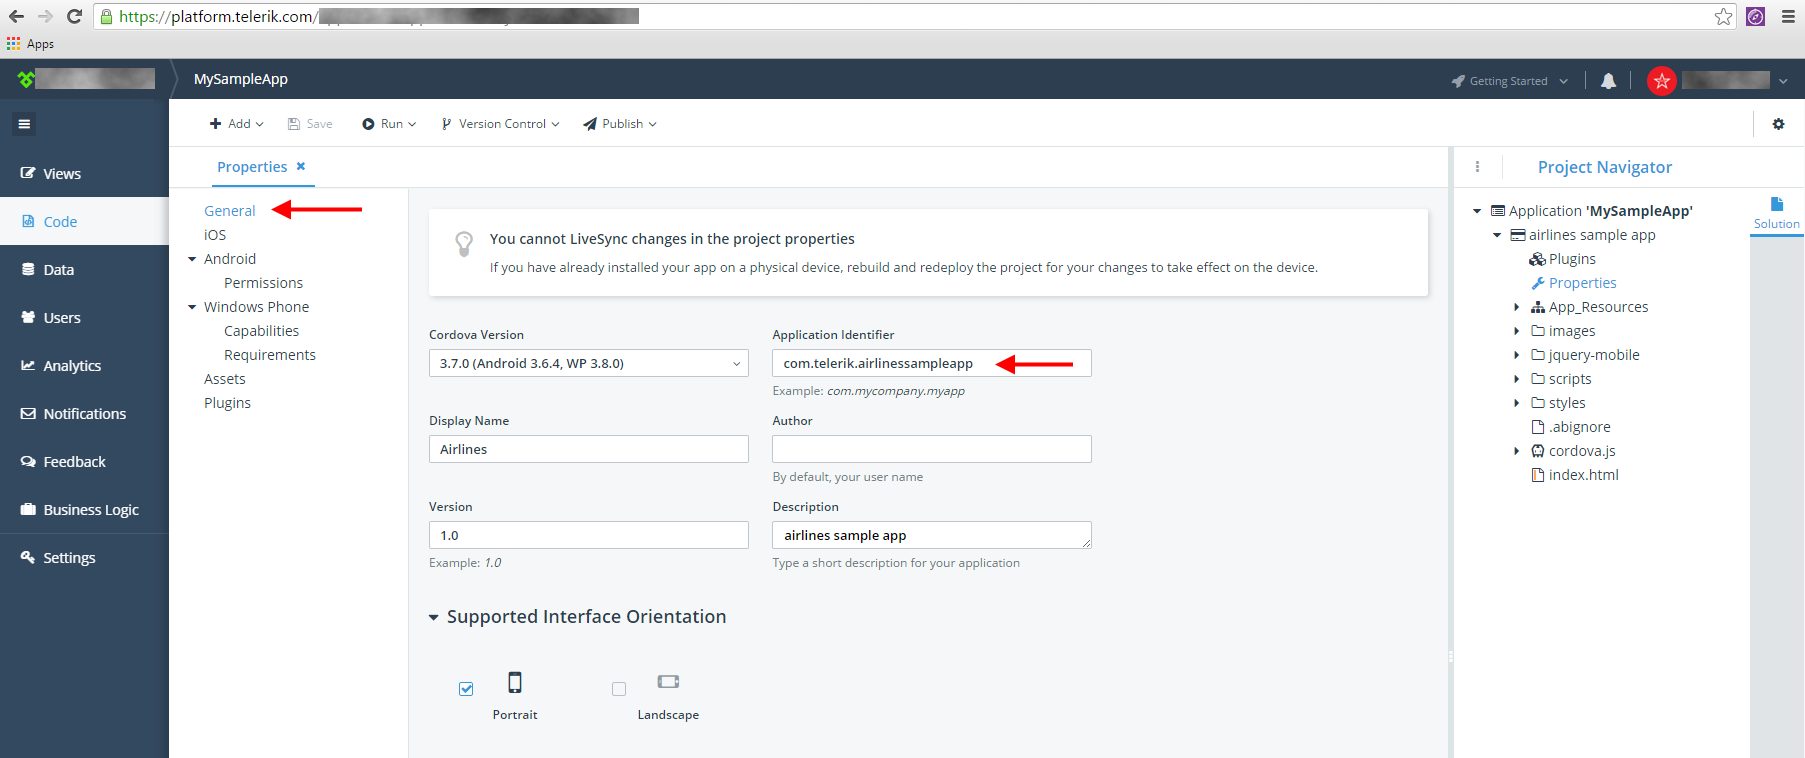 https://platform.telerik.com/
Apps
MySampleApp
Getting Started
Add
Save
Run
Version Control
Publish
Views
Code
Data
Users
Analytics
Notifications
Feedback
Business Logic
Settings
Properties
General
iOS
Android
Permissions
Windows Phone
Capabilities
Requirements
Assets
Plugins
You cannot LiveSync changes in the project properties
If you have already installed your app on a physical device, rebuild and redeploy the project for your changes to take effect on the device.
Cordova Version
3.7.0 (Android 3.6.4, WP 3.8.0)
Application Identifier
com.telerik.airlinessampleapp
Example: com.mycompany.myapp
Display Name
Airlines
Author
By default, your user name
Version
1.0
Example: 1.0
Description
airlines sample app
Type a short description for your application
Supported Interface Orientation
Portrait
Landscape
Project Navigator
Application 'MySampleApp'
airlines sample app
Plugins
Properties
App_Resources
images
jquery-mobile
scripts
styles
.abignore
cordova.js
index.html
Solution